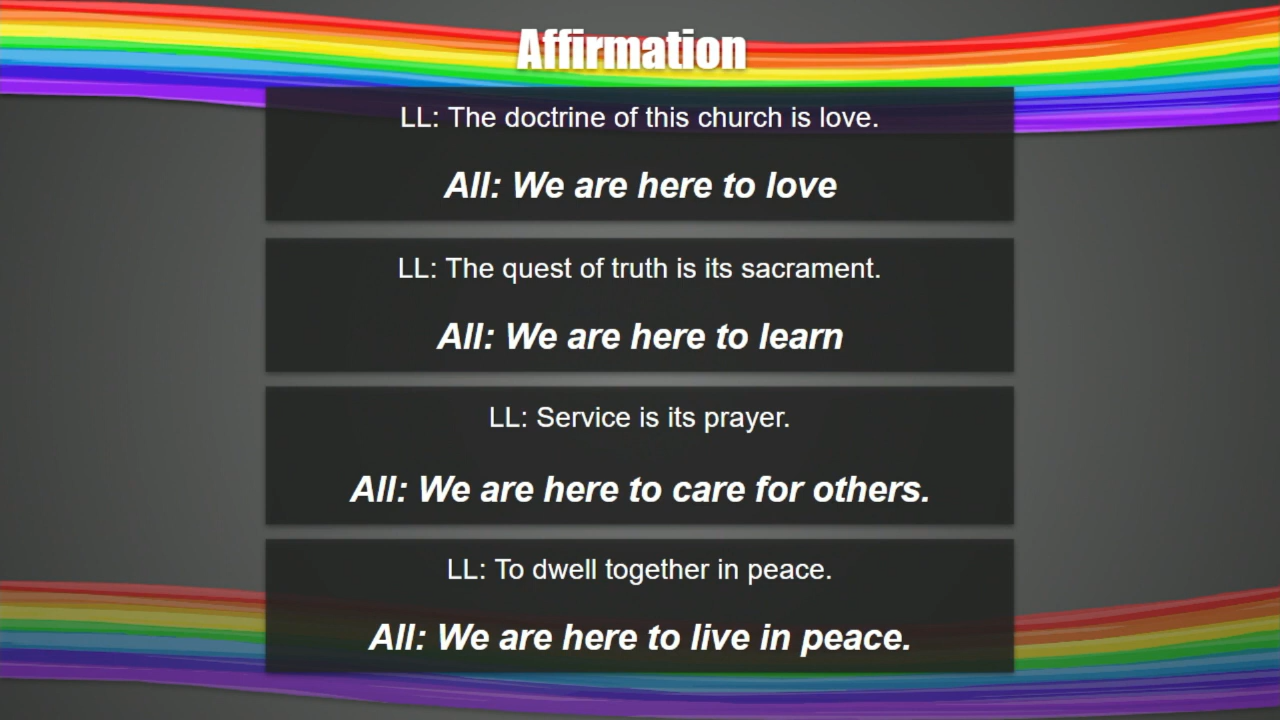 Affirmation
LL: The doctrine of this church is love.
All: We are here to love
LL: The quest of truth is its sacrament.
All: We are here to learn
LL: Service is its prayer.
All: We are here to care for others.
LL: To dwell together in peace.
All: We are here to live in peace.